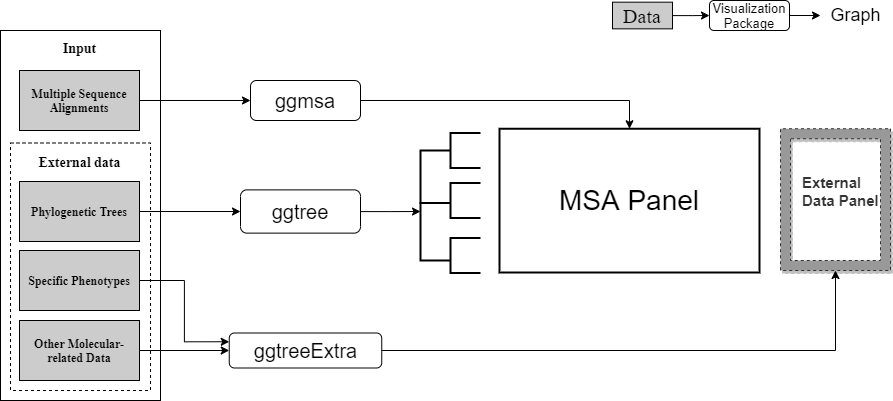 Data
Visualization
Package
Graph
Input
Multiple Sequence
Alignments
External data
Phylogenetic Trees
Specific Phenotypes
Other Molecular-
related Data
ggmsa
ggtree
ggtreeExtra
MSA Panel
External
Data Panel